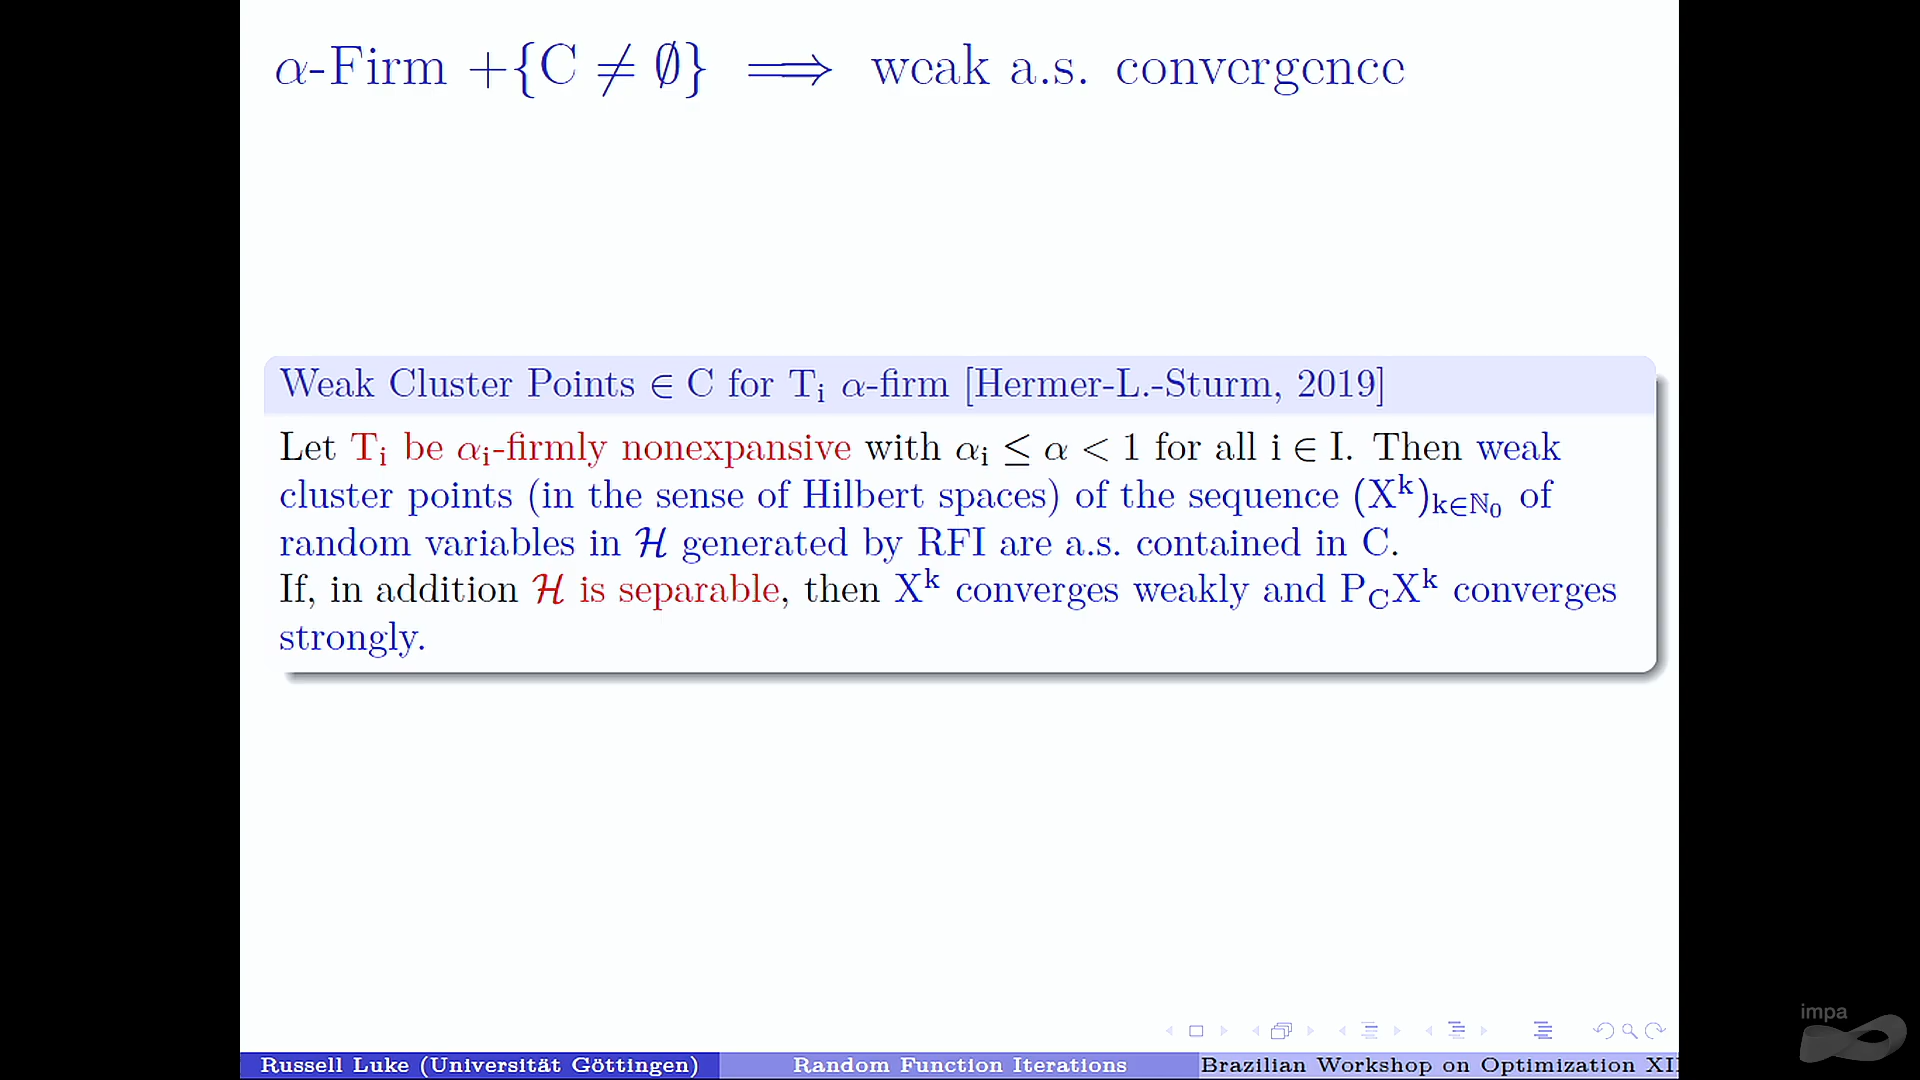 α-Firm +{C ≠ ∅} ⟹ weak a.s. convergence
Weak Cluster Points ∈ C for Tᵢ α-firm [Hermer-L.-Sturm, 2019]
Let Tᵢ be αᵢ-firmly nonexpansive with αᵢ ≤ α < 1 for all i ∈ I. Then weak
cluster points (in the sense of Hilbert spaces) of the sequence (Xᵏ)ₖ∈ℕ₀ of
random variables in ℋ generated by RFI are a.s. contained in C.
If, in addition ℋ is separable, then Xᵏ converges weakly and P_C Xᵏ converges
strongly.
impa
Russell Luke (Universität Göttingen) Random Function Iterations Brazilian Workshop on Optimization